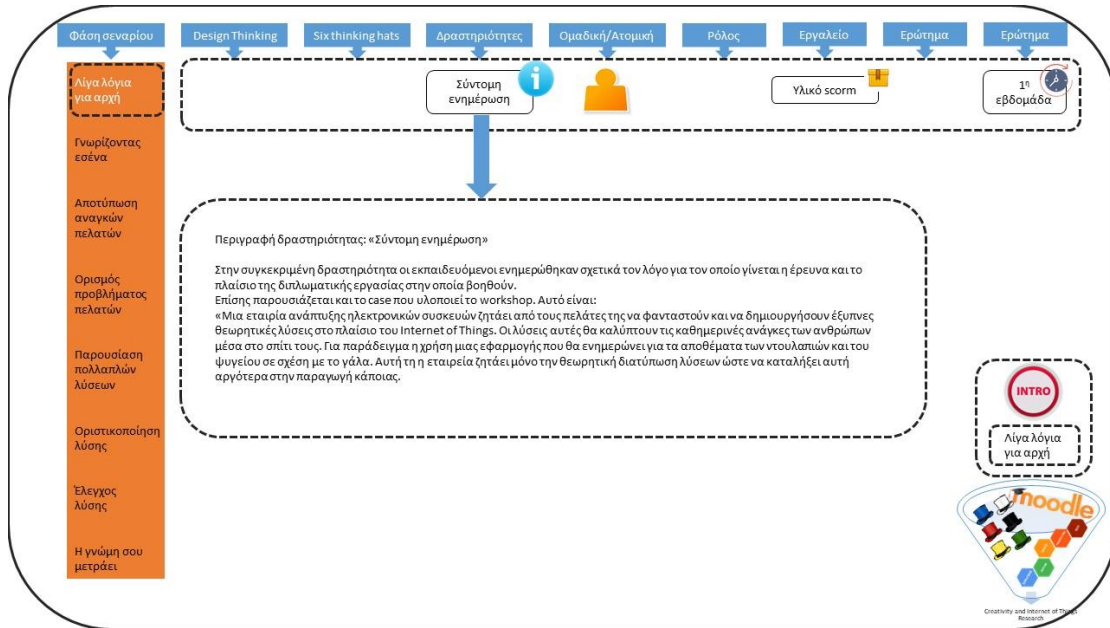 Φάση σεναρίου
Design Thinking
Six thinking hats
Δραστηριότητες
Ομαδική/Ατομική
Ρόλος
Εργαλείο
Ερώτημα
Ερώτημα
Λίγα λόγια
για αρχή
Σύντομη
ενημέρωση
Υλικό scorm
1η
εβδομάδα
Γνωρίζοντας
εσένα
Αποτύπωση
αναγκών
πελατών
Ορισμός
προβλήματος
πελατών
Παρουσίαση
πολλαπλών
λύσεων
Οριστικοποίηση
λύσης
Έλεγχος
λύσης
Η γνώμη σου
μετράει
Περιγραφή δραστηριότητας: «Σύντομη ενημέρωση»
Στην συγκεκριμένη δραστηριότητα οι εκπαιδευόμενοι ενημερώθηκαν σχετικά τον λόγο για τον οποίο γίνεται η έρευνα και το
πλαίσιο της διπλωματικής εργασίας στην οποία βοηθούν.
Επίσης παρουσιάζεται και το case που υλοποιεί το workshop. Αυτό είναι:
«Μια εταιρία ανάπτυξης ηλεκτρονικών συσκευών ζητάει από τους πελάτες της να φανταστούν και να δημιουργήσουν έξυπνες
θεωρητικές λύσεις στο πλαίσιο του Internet of Things. Οι λύσεις αυτές θα καλύπτουν τις καθημερινές ανάγκες των ανθρώπων
μέσα στο σπίτι τους. Για παράδειγμα η χρήση μιας εφαρμογής που θα ενημερώνει για τα αποθέματα των ντουλαπιών και του
ψυγείου σε σχέση με το γάλα. Αυτή τη η εταιρεία ζητάει μόνο την θεωρητική διατύπωση λύσεων ώστε να καταλήξει αυτή
αργότερα στην παραγωγή κάποιας.
INTRO
Λίγα λόγια
για αρχή
moodle
Creativity and Internet of Things
Research